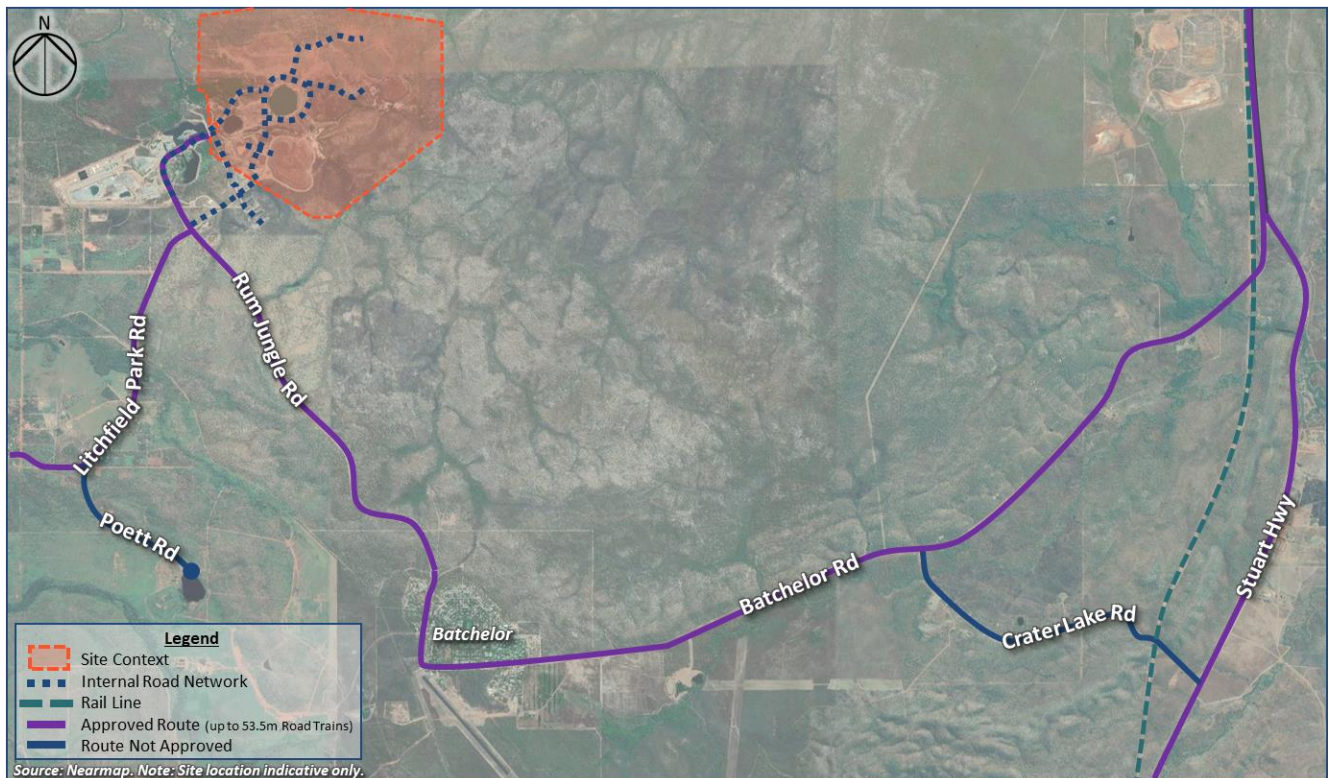 N
Litchfield Park Rd
Rum Jungle Rd
Poett Rd
Batchelor
Batchelor Rd
Crater Lake Rd
Stuart Hwy
Legend
Site Context
Internal Road Network
Rail Line
Approved Route (up to 53.5m Road Trains)
Route Not Approved
Source: Nearmap. Note: Site location indicative only.